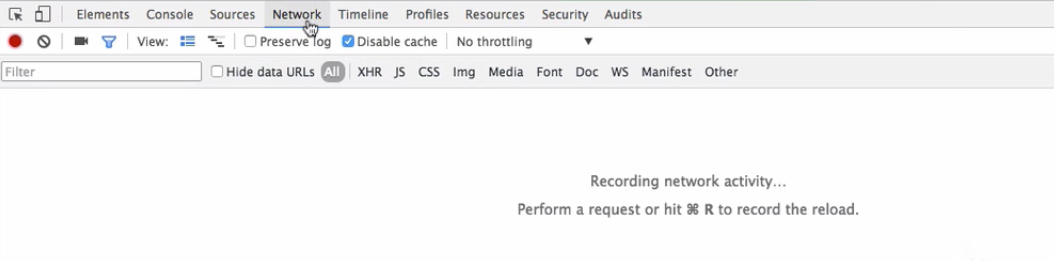 Elements Console Sources Network Timeline Profiles Resources Security Audits
View: Preserve log Disable cache No throttling ▼
Filter Hide data URLs All XHR JS CSS Img Media Font Doc WS Manifest Other
Recording network activity...
Perform a request or hit ⌘ R to record the reload.